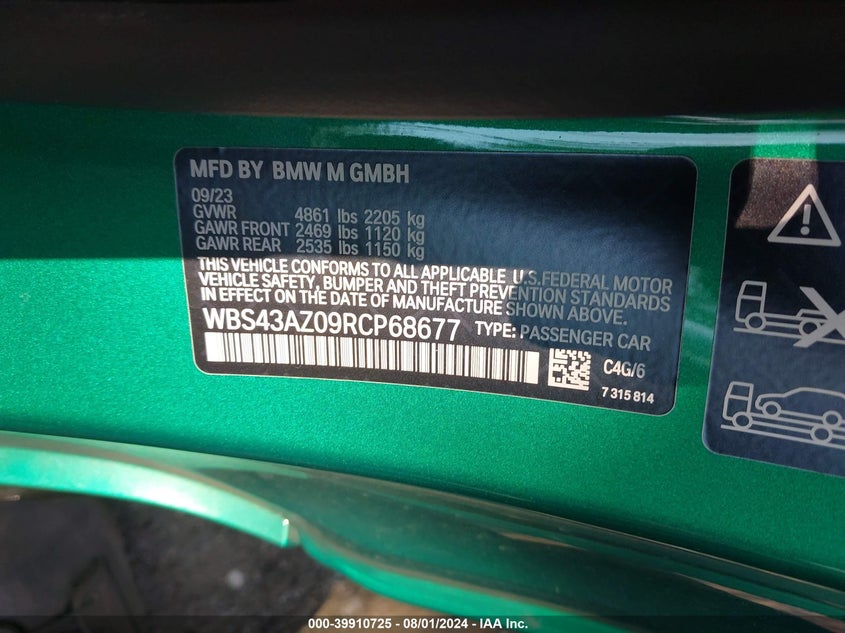 MFD BY BMW M GMBH
09/23
GVWR 4861 lbs 2205 kg
GAWR FRONT 2469 lbs 1120 kg
GAWR REAR 2535 lbs 1150 kg
THIS VEHICLE CONFORMS TO ALL APPLICABLE U.S.FEDERAL MOTOR
VEHICLE SAFETY, BUMPER AND THEFT PREVENTION STANDARDS
IN EFFECT ON THE DATE OF MANUFACTURE SHOWN ABOVE.
WBS43AZ09RCP68677 TYPE: PASSENGER CAR
C4G/6
7 315 814
000-39910725 - 08/01/2024 - © IAA Inc.